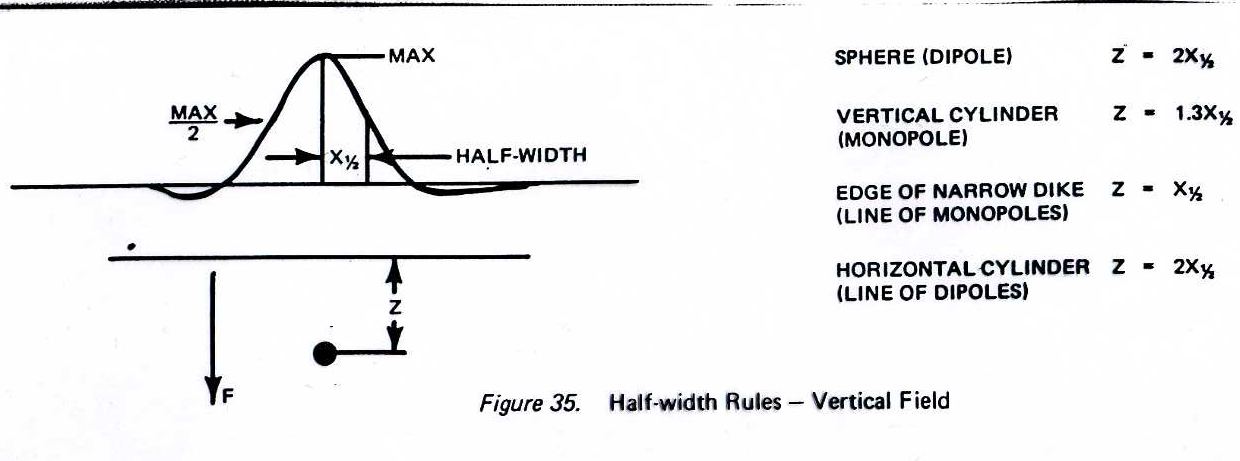 MAX
MAX
2
X½
HALF-WIDTH
Z
F
SPHERE (DIPOLE) Z = 2X½
VERTICAL CYLINDER Z = 1.3X½
(MONOPOLE)
EDGE OF NARROW DIKE Z = X½
(LINE OF MONOPOLES)
HORIZONTAL CYLINDER Z = 2X½
(LINE OF DIPOLES)
Figure 35. Half-width Rules – Vertical Field